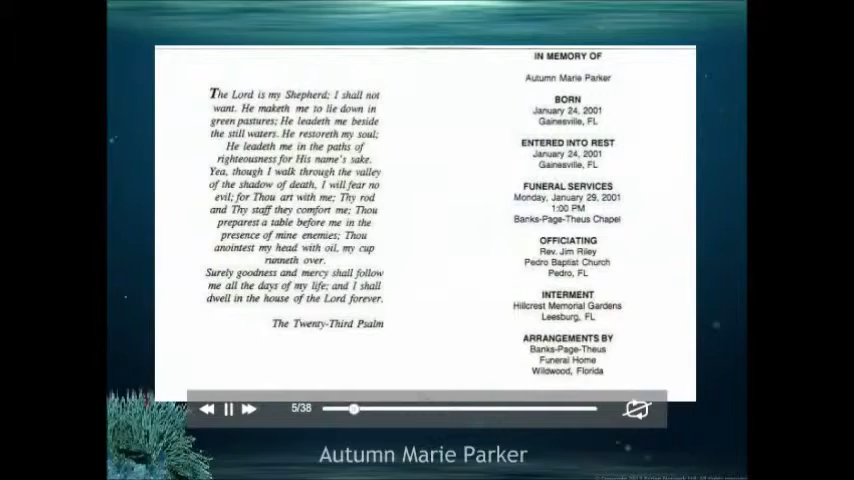 The Lord is my Shepherd; I shall not
want. He maketh me to lie down in
green pastures; He leadeth me beside
the still waters. He restoreth my soul;
He leadeth me in the paths of
righteousness for His name's sake.
Yea, though I walk through the valley
of the shadow of death, I will fear no
evil; for Thou art with me; Thy rod
and Thy staff they comfort me; Thou
preparest a table before me in the
presence of mine enemies; Thou
anointest my head with oil, my cup
runneth over.
Surely goodness and mercy shall follow
me all the days of my life; and I shall
dwell in the house of the Lord forever.
The Twenty-Third Psalm
IN MEMORY OF
Autumn Marie Parker
BORN
January 24, 2001
Gainesville, FL
ENTERED INTO REST
January 24, 2001
Gainesville, FL
FUNERAL SERVICES
Monday, January 29, 2001
1:00 PM
Banks-Page-Theus Chapel
OFFICIATING
Rev. Jim Riley
Pedro Baptist Church
Pedro, FL
INTERMENT
Hillcrest Memorial Gardens
Leesburg, FL
ARRANGEMENTS BY
Banks-Page-Theus
Funeral Home
Wildwood, Florida
5/38
Autumn Marie Parker